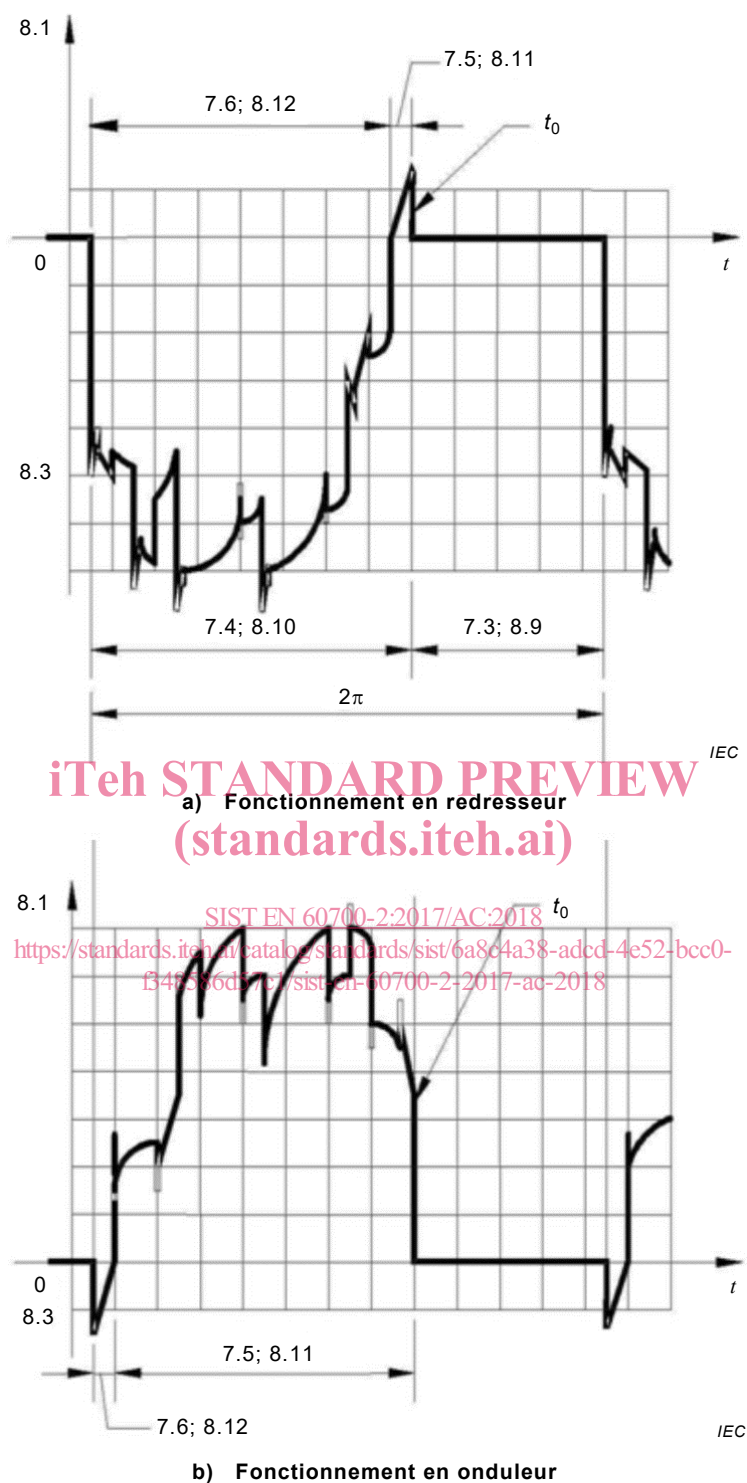 8.1
7.5; 8.11
7.6; 8.12
t0
0
t
8.3
7.4; 8.10 7.3; 8.9
2π
IEC
iTeh STANDARD PREVIEW
a) Fonctionnement en redresseur
(standards.iteh.ai)
8.1
SIST EN 60700-2:2017/AC:2018
t0
https://standards.iteh.ai/catalog/standards/sist/6a8c4a38-adcd-4e52-bcc0-
f348586d57c1/sist-en-60700-2-2017-ac-2018
0
t
8.3
7.5; 8.11
7.6; 8.12
IEC
b) Fonctionnement en onduleur